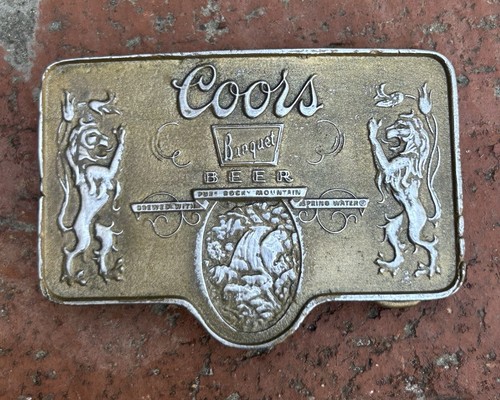 Coors
Banquet
BEER
PURE ROCKY MOUNTAIN
BREWED WITH SPRING WATER